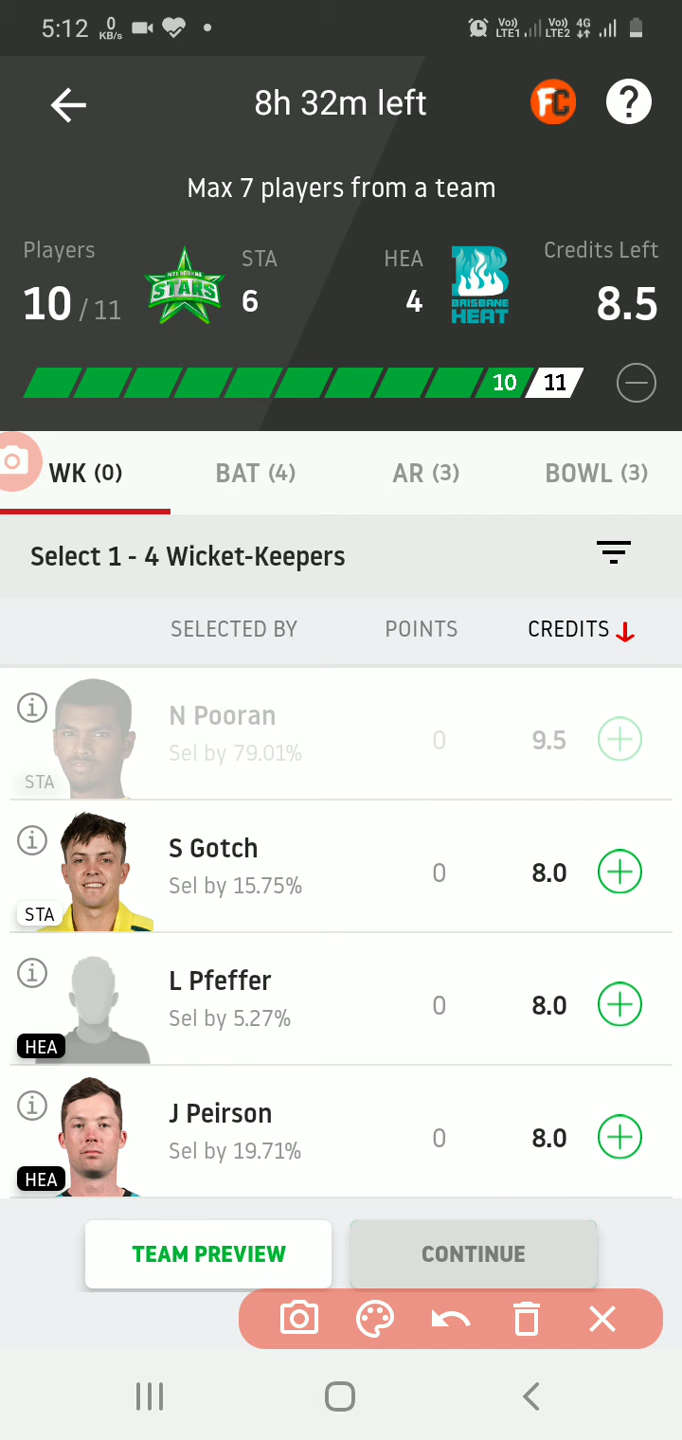 5:12 0 KB/s Vo)) LTE1 Vo)) LTE2 4G
8h 32m left FC ?
Max 7 players from a team
Players STA HEA Credits Left
10 / 11 MELBOURNE STARS 6 4 BRISBANE HEAT 8.5
10 11
WK (0) BAT (4) AR (3) BOWL (3)
Select 1 - 4 Wicket-Keepers
SELECTED BY POINTS CREDITS
N Pooran
Sel by 79.01% 0 9.5
STA
S Gotch
Sel by 15.75% 0 8.0
STA
L Pfeffer
Sel by 5.27% 0 8.0
HEA
J Peirson
Sel by 19.71% 0 8.0
HEA
TEAM PREVIEW CONTINUE